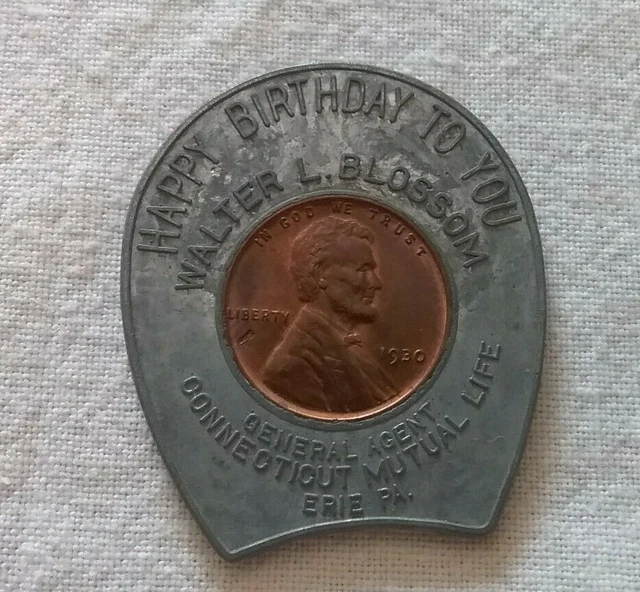 HAPPY BIRTHDAY TO YOU
WALTER L. BLOSSOM
IN GOD WE TRUST
LIBERTY
1930
GENERAL AGENT
CONNECTICUT MUTUAL LIFE
ERIE PA.